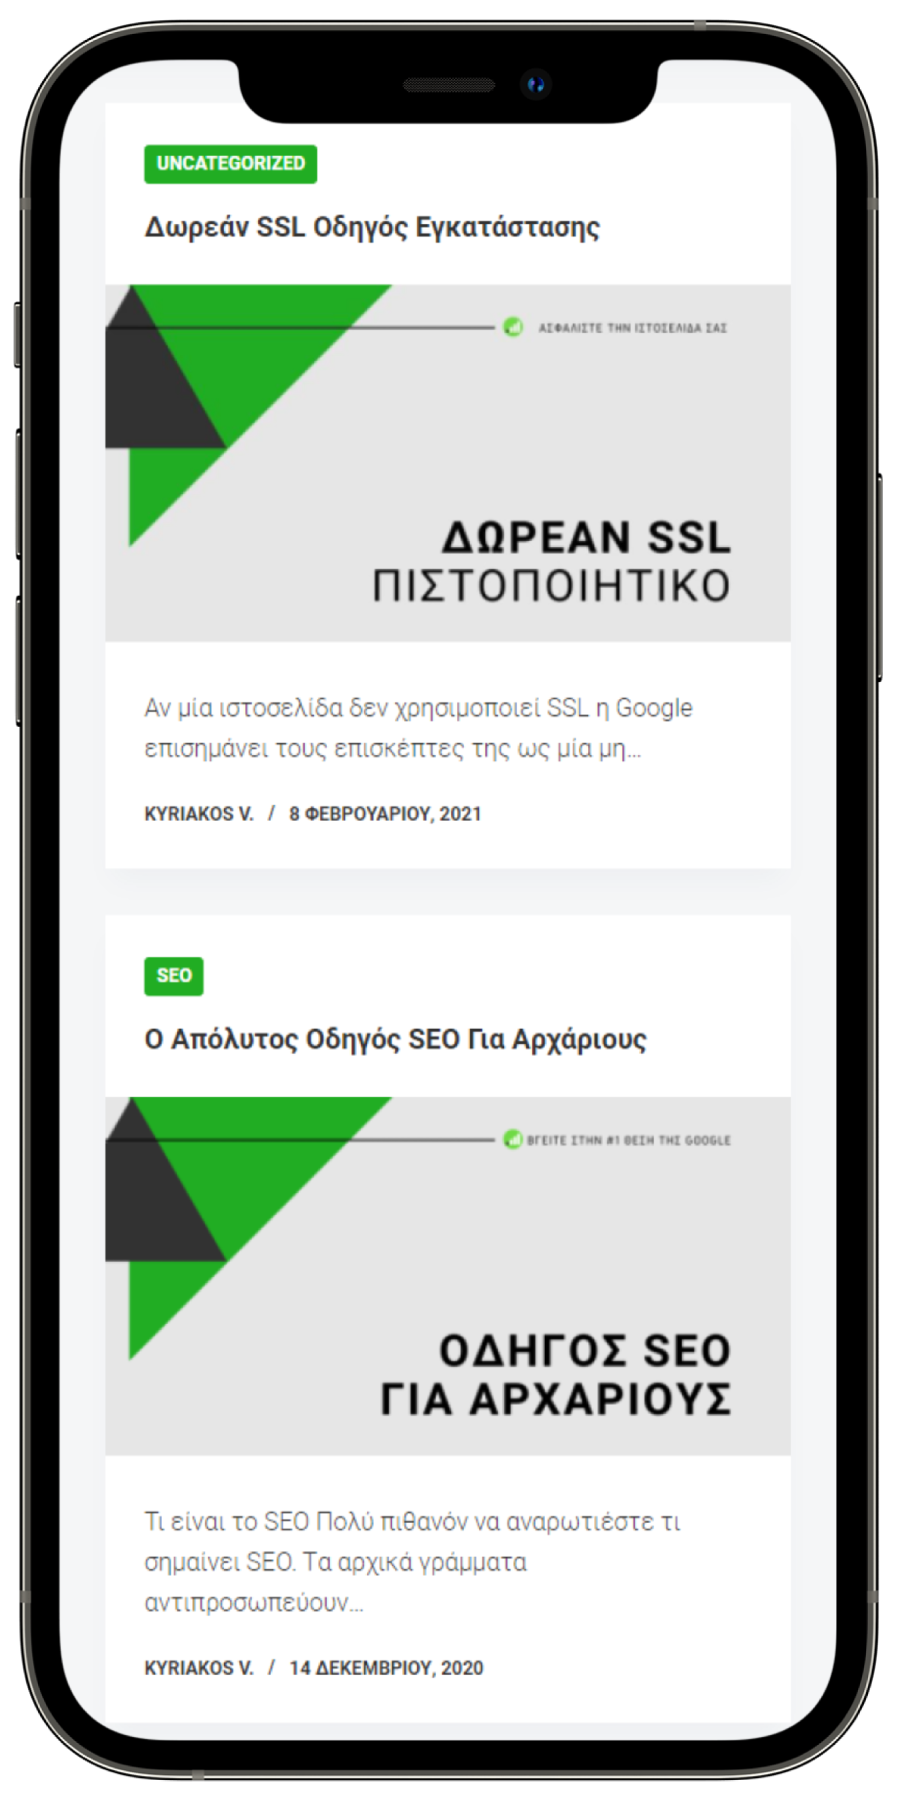 UNCATEGORIZED
Δωρεάν SSL Οδηγός Εγκατάστασης
ΑΣΦΑΛΙΣΤΕ ΤΗΝ ΙΣΤΟΣΕΛΙΔΑ ΣΑΣ
ΔΩΡΕΑΝ SSL
ΠΙΣΤΟΠΟΙΗΤΙΚΟ
Αν μία ιστοσελίδα δεν χρησιμοποιεί SSL η Google
επισημάνει τους επισκέπτες της ως μία μη…
KYRIAKOS V. / 8 ΦΕΒΡΟΥΑΡΙΟΥ, 2021
SEO
Ο Απόλυτος Οδηγός SEO Για Αρχάριους
ΒΓΕΙΤΕ ΣΤΗΝ #1 ΘΕΣΗ ΤΗΣ GOOGLE
ΟΔΗΓΟΣ SEO
ΓΙΑ ΑΡΧΑΡΙΟΥΣ
Τι είναι το SEO Πολύ πιθανόν να αναρωτιέστε τι
σημαίνει SEO. Τα αρχικά γράμματα
αντιπροσωπεύουν…
KYRIAKOS V. / 14 ΔΕΚΕΜΒΡΙΟΥ, 2020